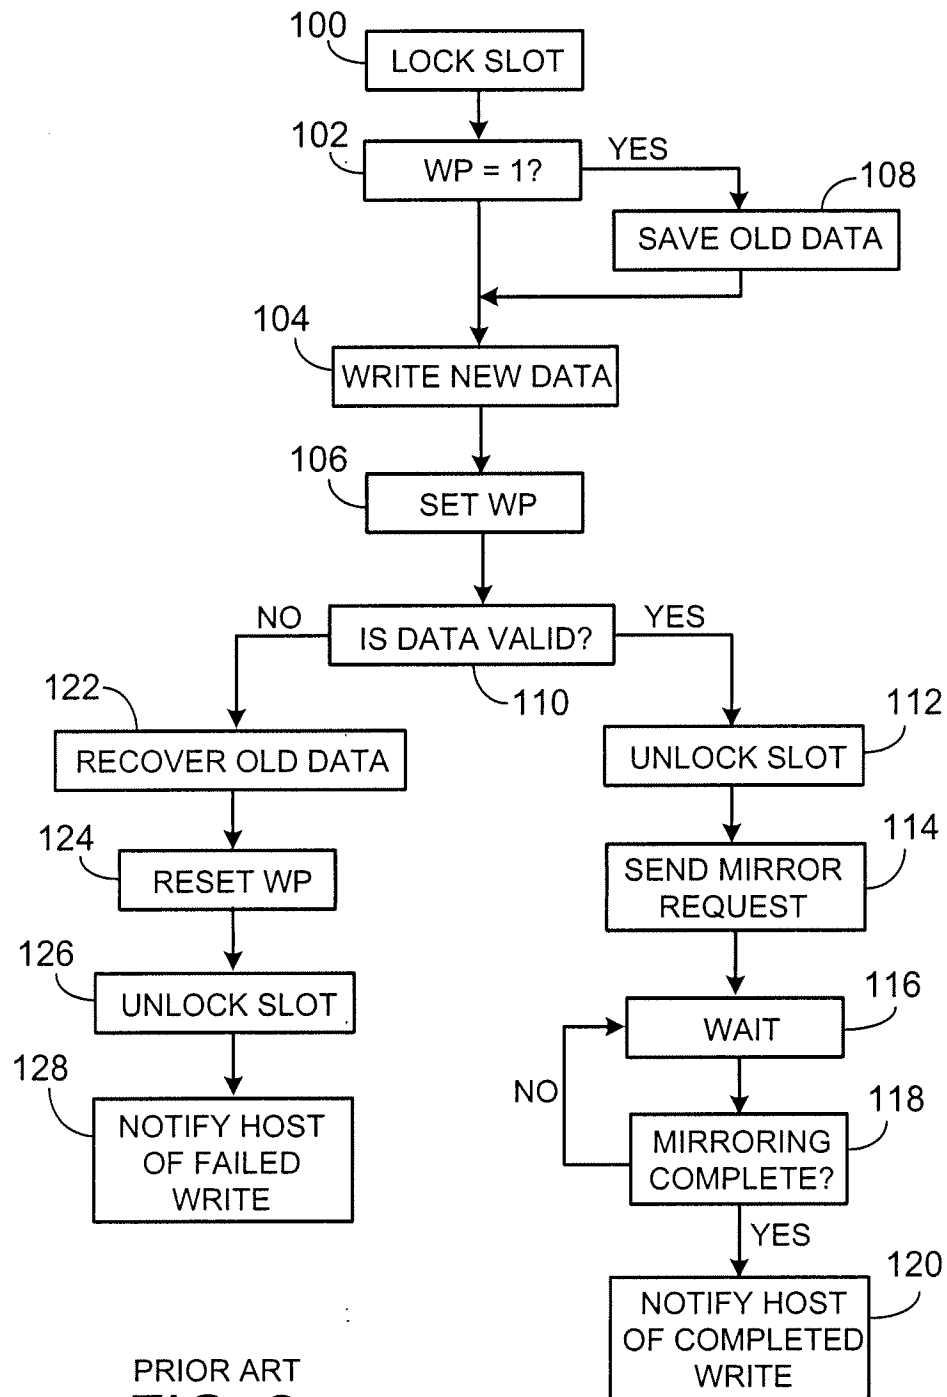 100
LOCK SLOT
102
WP = 1?
YES
108
SAVE OLD DATA
104
WRITE NEW DATA
106
SET WP
NO
IS DATA VALID?
YES
110
122
RECOVER OLD DATA
112
UNLOCK SLOT
124
RESET WP
114
SEND MIRROR
REQUEST
126
UNLOCK SLOT
116
WAIT
128
NOTIFY HOST
OF FAILED
WRITE
NO
118
MIRRORING
COMPLETE?
YES
120
NOTIFY HOST
OF COMPLETED
WRITE
PRIOR ART